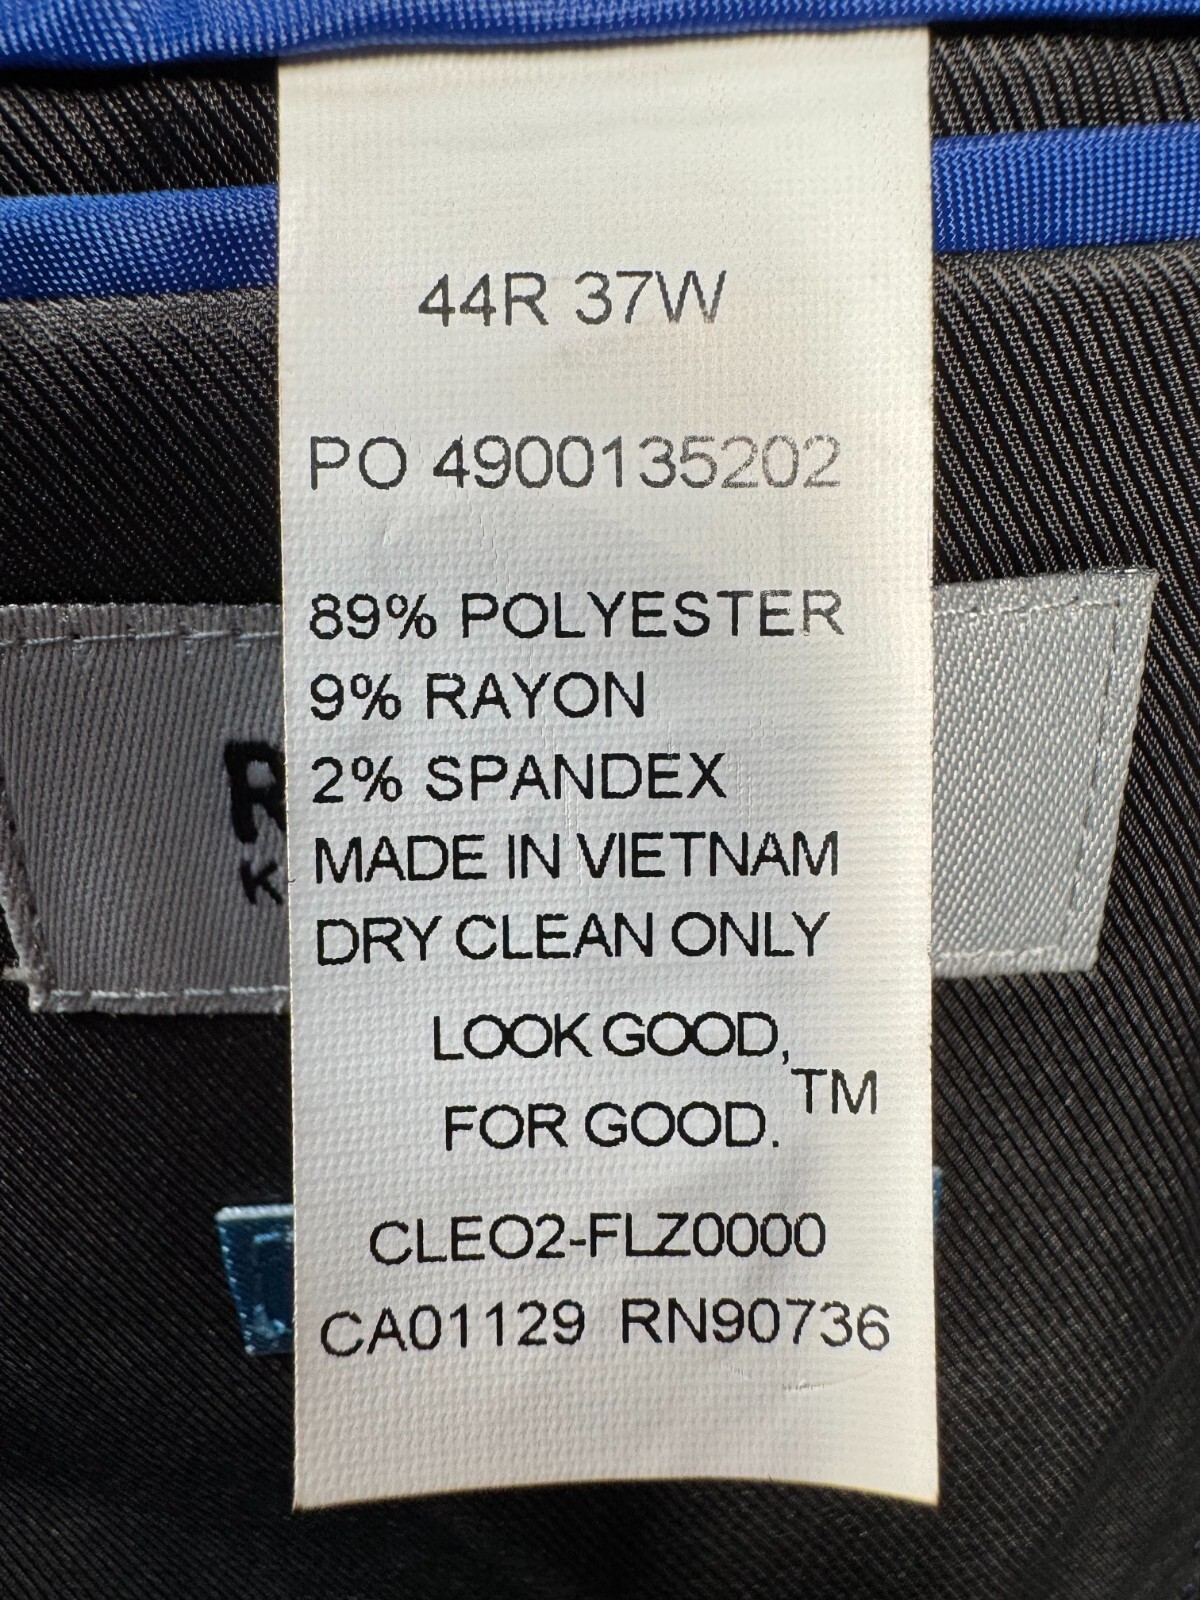 44R 37W
PO 4900135202
89% POLYESTER
9% RAYON
2% SPANDEX
MADE IN VIETNAM
DRY CLEAN ONLY
LOOK GOOD,
FOR GOOD.™
CLEO2-FLZ0000
CA01129 RN90736